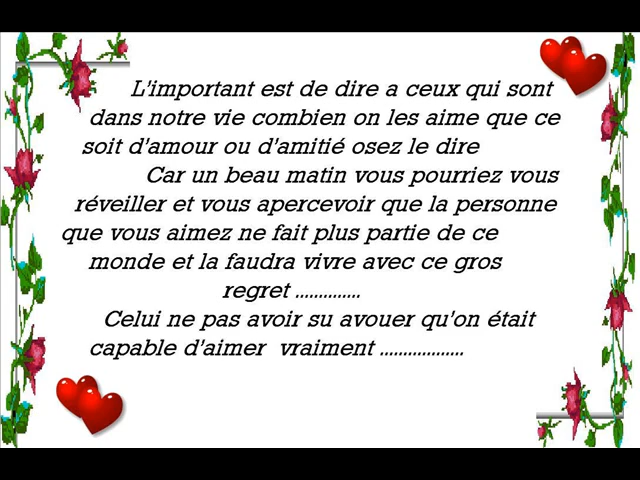 L'important est de dire a ceux qui sont
dans notre vie combien on les aime que ce
soit d'amour ou d'amitié osez le dire
Car un beau matin vous pourriez vous
réveiller et vous apercevoir que la personne
que vous aimez ne fait plus partie de ce
monde et la faudra vivre avec ce gros
regret ..............
Celui ne pas avoir su avouer qu'on était
capable d'aimer vraiment ..................